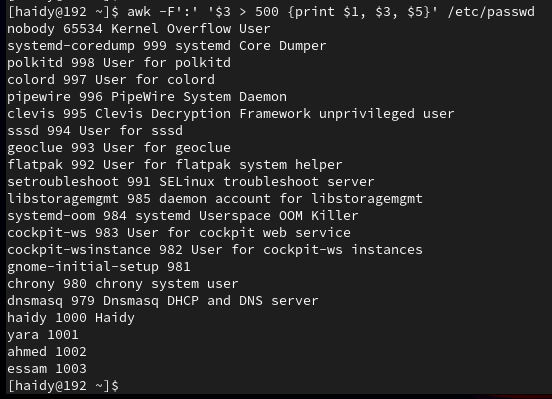 [haidy@192 ~]$ awk -F':' '$3 > 500 {print $1, $3, $5}' /etc/passwd
nobody 65534 Kernel Overflow User
systemd-coredump 999 systemd Core Dumper
polkitd 998 User for polkitd
colord 997 User for colord
pipewire 996 PipeWire System Daemon
clevis 995 Clevis Decryption Framework unprivileged user
sssd 994 User for sssd
geoclue 993 User for geoclue
flatpak 992 User for flatpak system helper
setroubleshoot 991 SELinux troubleshoot server
libstoragemgmt 985 daemon account for libstoragemgmt
systemd-oom 984 systemd Userspace OOM Killer
cockpit-ws 983 User for cockpit web service
cockpit-wsinstance 982 User for cockpit-ws instances
gnome-initial-setup 981
chrony 980 chrony system user
dnsmasq 979 Dnsmasq DHCP and DNS server
haidy 1000 Haidy
yara 1001
ahmed 1002
essam 1003
[haidy@192 ~]$